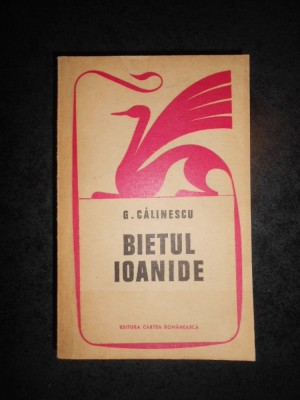 G. CĂLINESCU
BIETUL
IOANIDE
EDITURA CARTEA ROMÂNEASCĂ